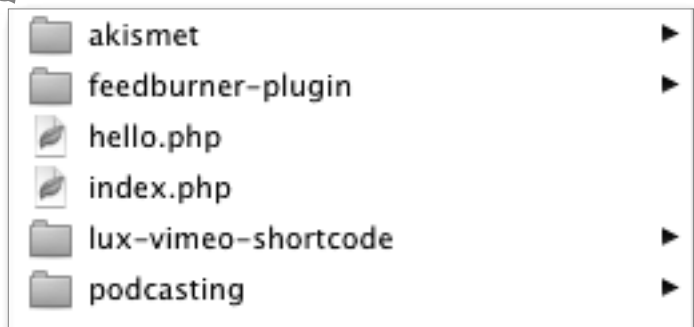 akismet
feedburner-plugin
hello.php
index.php
lux-vimeo-shortcode
podcasting